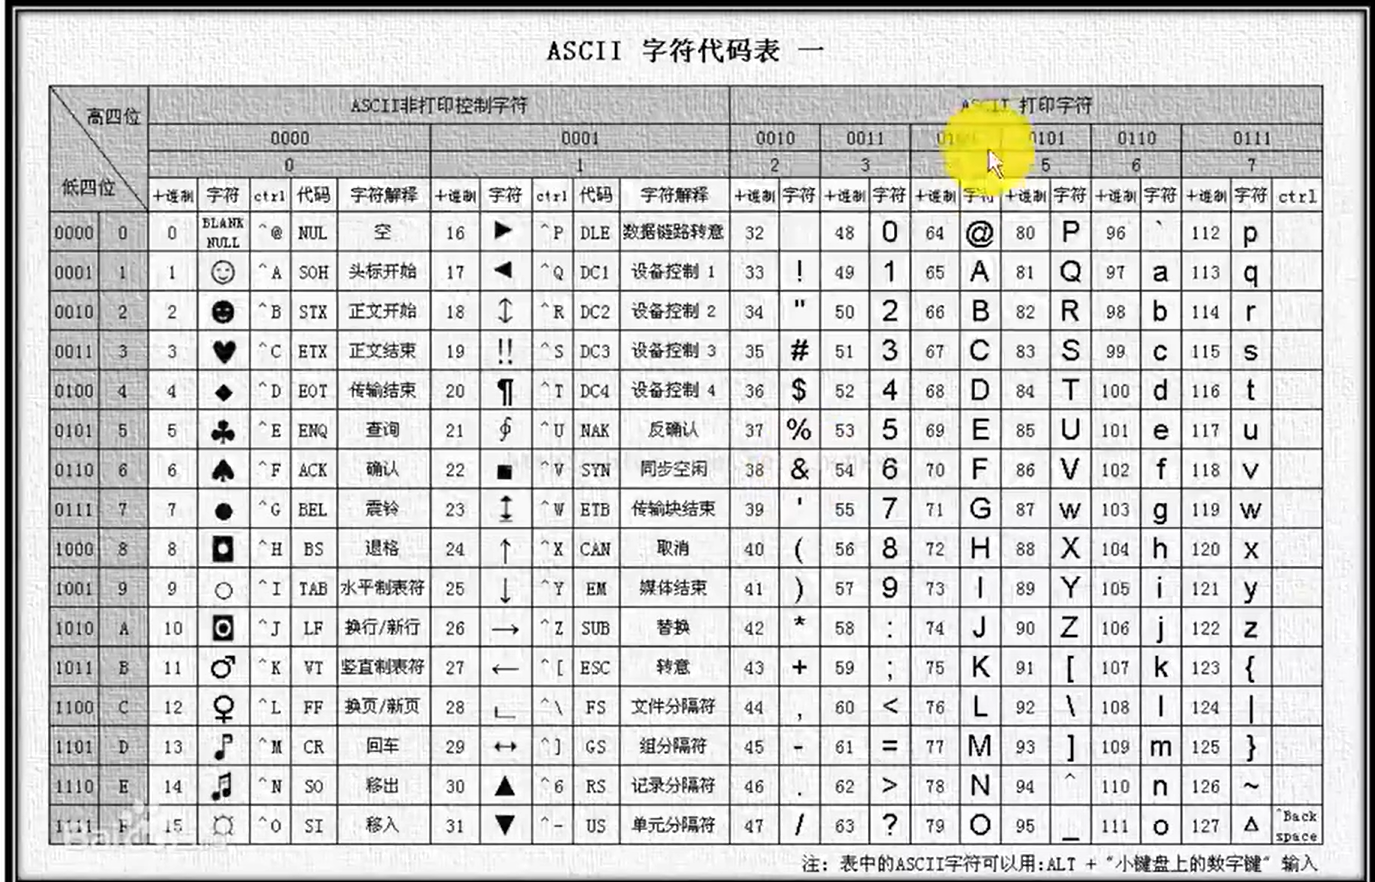 ASCII 字符代码表 一
高四位 ASCII非打印控制字符 ASCII 打印字符
0000 0001 0010 0011 0101 0110 0111
0 1 2 3 5 6 7
低四位 十进制 字符 ctrl 代码 字符解释 十进制 字符 ctrl 代码 字符解释 十进制 字符 十进制 字符 十进制 字符 十进制 字符 十进制 字符 十进制 字符 ctrl
0000 0 0 BLANK NULL ^@ NUL 空 16 ► ^P DLE 数据链路转意 32 48 0 64 @ 80 P 96 ` 112 p
0001 1 1 ☺ ^A SOH 头标开始 17 ◄ ^Q DC1 设备控制 1 33 ! 49 1 65 A 81 Q 97 a 113 q
0010 2 2 ☻ ^B STX 正文开始 18 ↕ ^R DC2 设备控制 2 34 " 50 2 66 B 82 R 98 b 114 r
0011 3 3 ♥ ^C ETX 正文结束 19 ‼ ^S DC3 设备控制 3 35 # 51 3 67 C 83 S 99 c 115 s
0100 4 4 ♦ ^D EOT 传输结束 20 ¶ ^T DC4 设备控制 4 36 $ 52 4 68 D 84 T 100 d 116 t
0101 5 5 ♣ ^E ENQ 查询 21 ∮ ^U NAK 反确认 37 % 53 5 69 E 85 U 101 e 117 u
0110 6 6 ♠ ^F ACK 确认 22 ■ ^V SYN 同步空闲 38 & 54 6 70 F 86 V 102 f 118 v
0111 7 7 ● ^G BEL 震铃 23 ↨ ^W ETB 传输块结束 39 ' 55 7 71 G 87 w 103 g 119 w
1000 8 8 ◘ ^H BS 退格 24 ↑ ^X CAN 取消 40 ( 56 8 72 H 88 X 104 h 120 x
1001 9 9 ○ ^I TAB 水平制表符 25 ↓ ^Y EM 媒体结束 41 ) 57 9 73 I 89 Y 105 i 121 y
1010 A 10 ◙ ^J LF 换行/新行 26 → ^Z SUB 替换 42 * 58 : 74 J 90 Z 106 j 122 z
1011 B 11 ♂ ^K VT 竖直制表符 27 ← ^[ ESC 转意 43 + 59 ; 75 K 91 [ 107 k 123 {
1100 C 12 ♀ ^L FF 换页/新页 28 ∟ ^\ FS 文件分隔符 44 , 60 < 76 L 92 \ 108 l 124 |
1101 D 13 ♪ ^M CR 回车 29 ↔ ^] GS 组分隔符 45 - 61 = 77 M 93 ] 109 m 125 }
1110 E 14 ♫ ^N SO 移出 30 ▲ ^6 RS 记录分隔符 46 . 62 > 78 N 94 ^ 110 n 126 ~
1111 F 15 ☼ ^O SI 移入 31 ▼ ^- US 单元分隔符 47 / 63 ? 79 O 95 _ 111 o 127 Δ ^Back space
注: 表中的ASCII字符可以用:ALT + "小键盘上的数字键" 输入